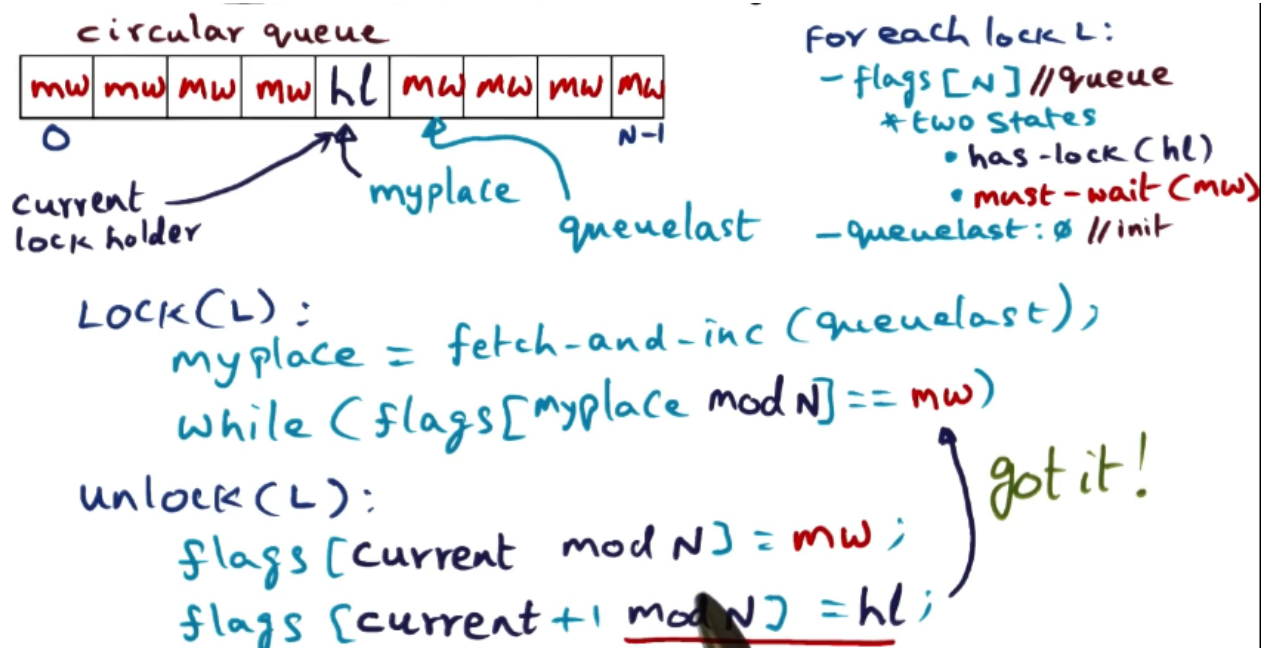 circular queue
mw mw mw mw hl mw mw mw mw
0 N-1
current
lock holder
myplace
queuelast
For each lock L:
- flags [N] //queue
* two states
• has-lock (hl)
• must-wait (mw)
- queuelast: 0 //init
LOCK(L):
myplace = fetch-and-inc (queuelast);
while (flags[myplace mod N] == mw)
unlock(L):
flags [current mod N] = mw;
flags [current+1 mod N] = hl;
got it!